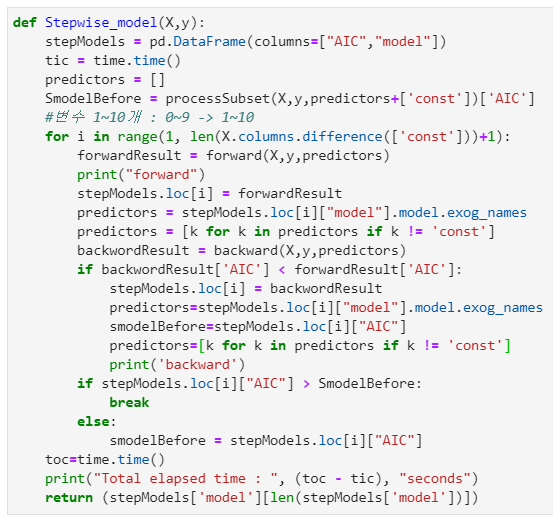 def Stepwise_model(X,y):
    stepModels = pd.DataFrame(columns=["AIC","model"])
    tic = time.time()
    predictors = []
    SmodelBefore = processSubset(X,y,predictors+['const'])['AIC']
    #변수 1~10개 : 0~9 -> 1~10
    for i in range(1, len(X.columns.difference(['const']))+1):
        forwardResult = forward(X,y,predictors)
        print("forward")
        stepModels.loc[i] = forwardResult
        predictors = stepModels.loc[i]["model"].model.exog_names
        predictors = [k for k in predictors if k != 'const']
        backwordResult = backward(X,y,predictors)
        if backwordResult['AIC'] < forwardResult['AIC']:
            stepModels.loc[i] = backwordResult
            predictors=stepModels.loc[i]["model"].model.exog_names
            smodelBefore=stepModels.loc[i]["AIC"]
            predictors=[k for k in predictors if k != 'const']
            print('backward')
        if stepModels.loc[i]["AIC"] > SmodelBefore:
            break
        else:
            smodelBefore = stepModels.loc[i]["AIC"]
    toc=time.time()
    print("Total elapsed time : ", (toc - tic), "seconds")
    return (stepModels['model'][len(stepModels['model'])])